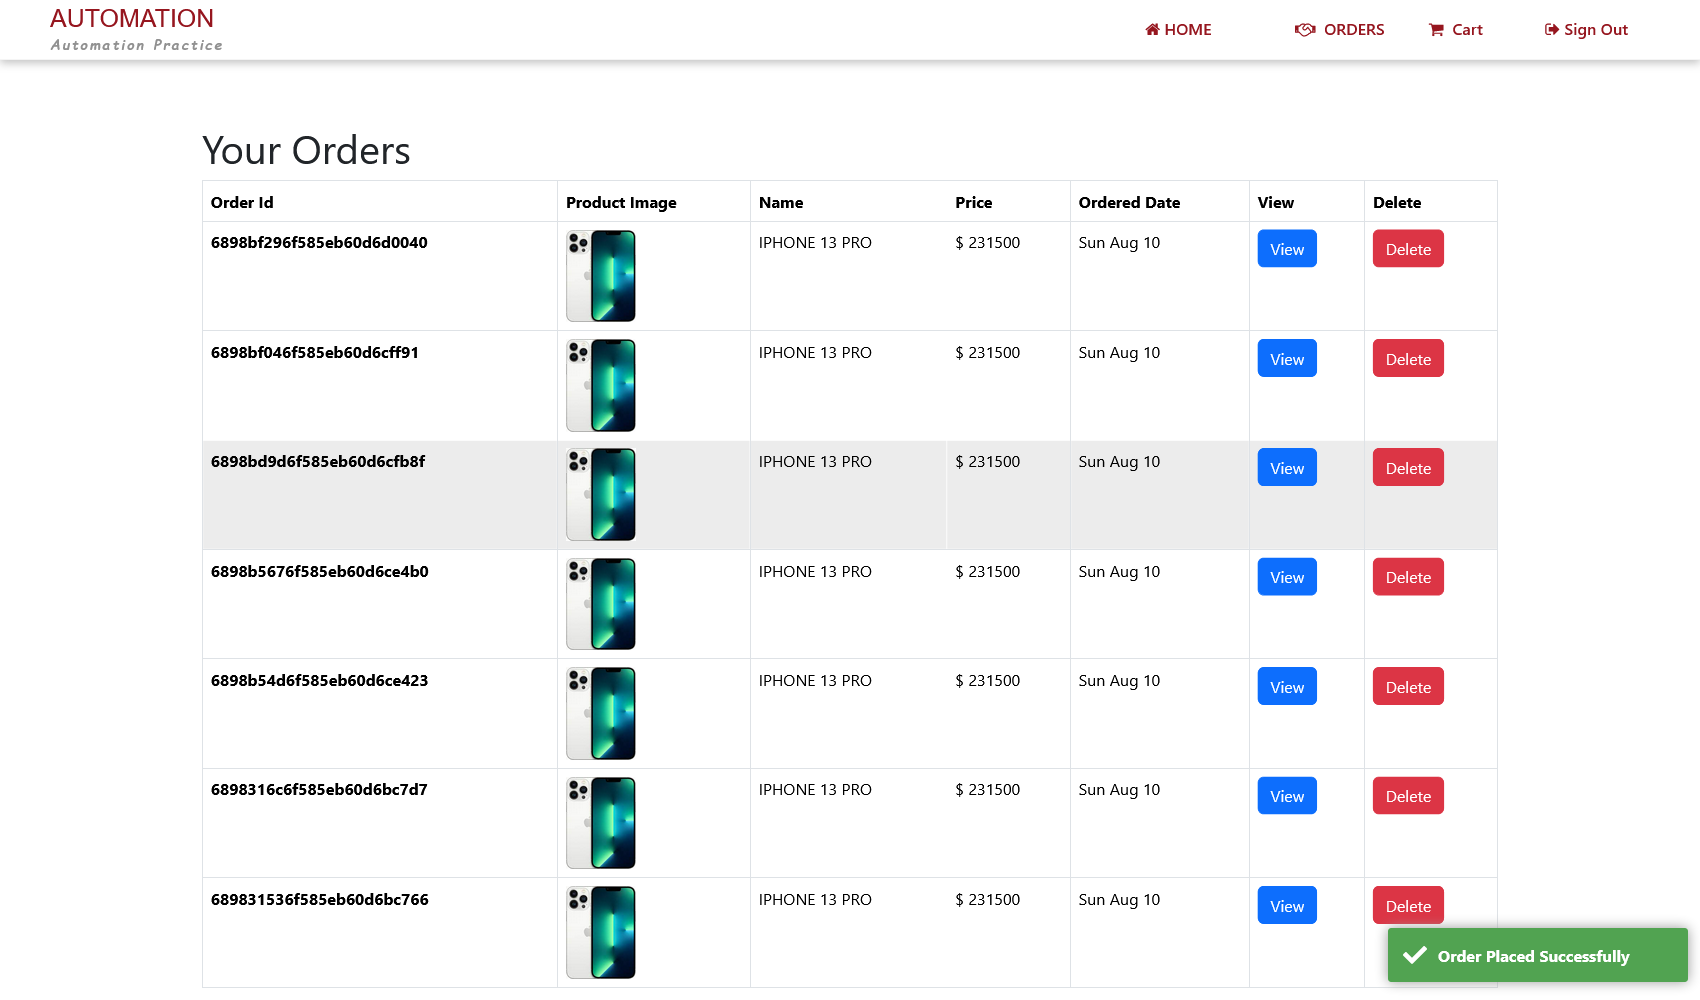 AUTOMATION
Automation Practice
HOME ORDERS Cart Sign Out
Your Orders
Order Id Product Image Name Price Ordered Date View Delete
6898bf296f585eb60d6d0040 IPHONE 13 PRO $ 231500 Sun Aug 10 View Delete
6898bf046f585eb60d6cff91 IPHONE 13 PRO $ 231500 Sun Aug 10 View Delete
6898bd9d6f585eb60d6cfb8f IPHONE 13 PRO $ 231500 Sun Aug 10 View Delete
6898b5676f585eb60d6ce4b0 IPHONE 13 PRO $ 231500 Sun Aug 10 View Delete
6898b54d6f585eb60d6ce423 IPHONE 13 PRO $ 231500 Sun Aug 10 View Delete
6898316c6f585eb60d6bc7d7 IPHONE 13 PRO $ 231500 Sun Aug 10 View Delete
689831536f585eb60d6bc766 IPHONE 13 PRO $ 231500 Sun Aug 10 View Delete
Order Placed Successfully